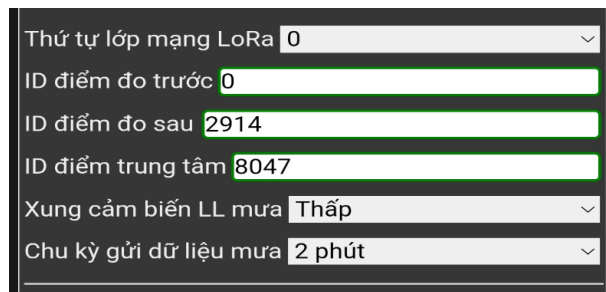 Thứ tự lớp mạng LoRa 0
ID điểm đo trước 0
ID điểm đo sau 2914
ID điểm trung tâm 8047
Xung cảm biến LL mưa Thấp
Chu kỳ gửi dữ liệu mưa 2 phút